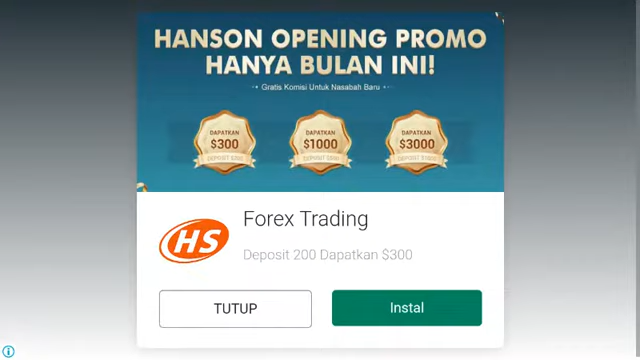 HANSON OPENING PROMO
HANYA BULAN INI!
Gratis Komisi Untuk Nasabah Baru
DAPATKAN
$300
DAPATKAN
$1000
DAPATKAN
$3000
HS
Forex Trading
Deposit 200 Dapatkan $300
TUTUP
Instal